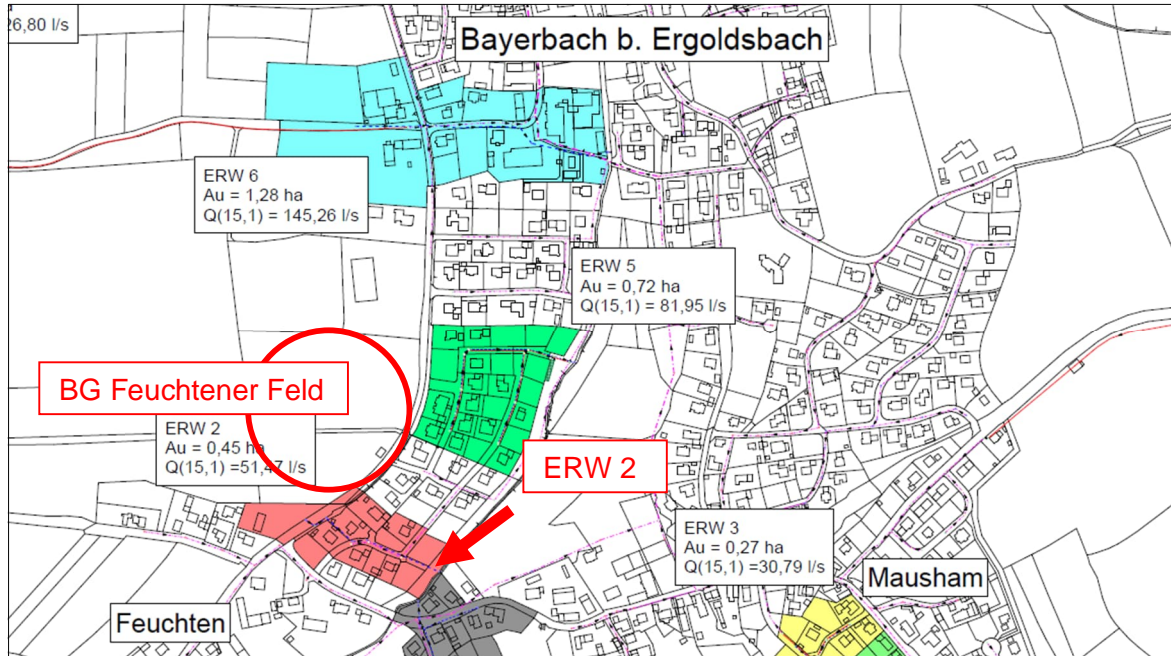 26,80 l/s
Bayerbach b. Ergoldsbach
ERW 6
Au = 1,28 ha
Q(15,1) = 145,26 l/s
ERW 5
Au = 0,72 ha
Q(15,1) = 81,95 l/s
BG Feuchtener Feld
ERW 2
Au = 0,45 ha
Q(15,1) =51,47 l/s
ERW 2
ERW 3
Au = 0,27 ha
Q(15,1) =30,79 l/s
Mausham
Feuchten